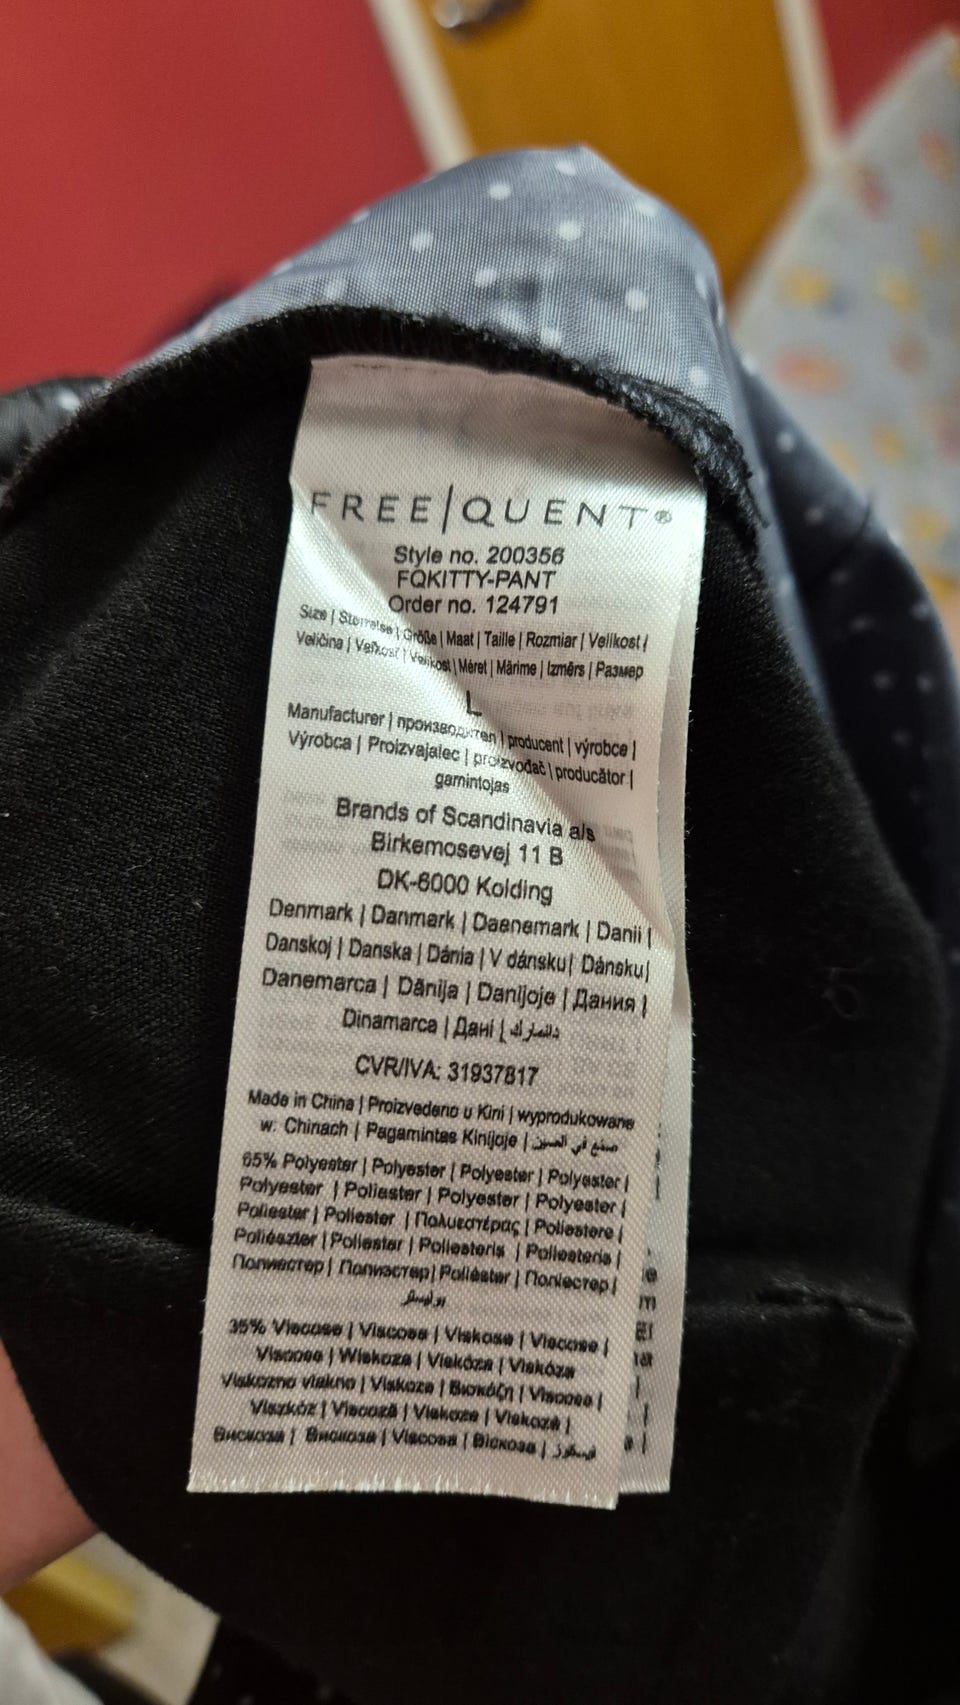 FREE|QUENT®
Style no. 200356
FQKITTY-PANT
Order no. 124791
Size | Størrelse | Größe | Maat | Taille | Rozmiar | Velikost /
Veličina | Veľkosť | Velikost | Méret | Mărime | Izmērs | Размер
L
Manufacturer | производител | producent | výrobce |
Výrobca | Proizvajalec | proizvođač \ producător |
gamintojas
Brands of Scandinavia a|s
Birkemosevej 11 B
DK-6000 Kolding
Denmark | Danmark | Daenemark | Danii |
Danskoj | Danska | Dánia | V dánsku| Dánsku|
Danemarca | Dānija | Danijoje | Дания |
Dinamarca | Дані | دانمارك
CVR/IVA: 31937817
Made in China | Proizvedeno u Kini | wyprodukowane
w. Chinach | Pagamintas Kinijoje | صنع في الصين
65% Polyester | Polyester | Polyester | Polyester |
Polyester | Poliester | Polyester | Polyester |
Poliester | Poliester | Πολυεστέρας | Poliestere |
Poliészter | Poliester | Poliesteris | Poliesteris |
Полиестер | Полиэстер| Poliéster | Поліестер |
بوليستر
35% Viscose | Viscose | Viskose | Viscose |
Viscose | Wiskoza | Viskóza | Viskóza
Viskozno vlakno | Viskoza | Βισκόζη | Viscosa |
Viszkóz | Viscoză | Viskoze | Viskozė |
Вискоза | Вискоза | Viscosa | Віскоза | فيسكوز